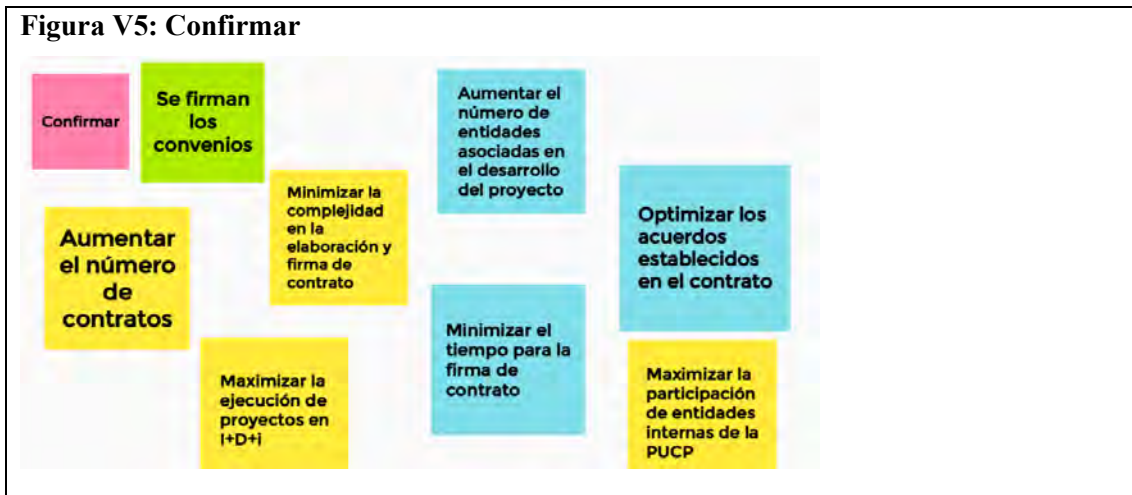 Figura V5: Confirmar
Confirmar
Se firman
los
convenios
Aumentar el
número de
entidades
asociadas en
el desarrollo
del proyecto
Minimizar la
complejidad
en la
elaboración y
firma de
contrato
Optimizar los
acuerdos
establecidos
en el contrato
Aumentar
el número
de
contratos
Minimizar el
tiempo para la
firma de
contrato
Maximizar la
ejecución de
proyectos en
I+D+i
Maximizar la
participación
de entidades
internas de la
PUCP